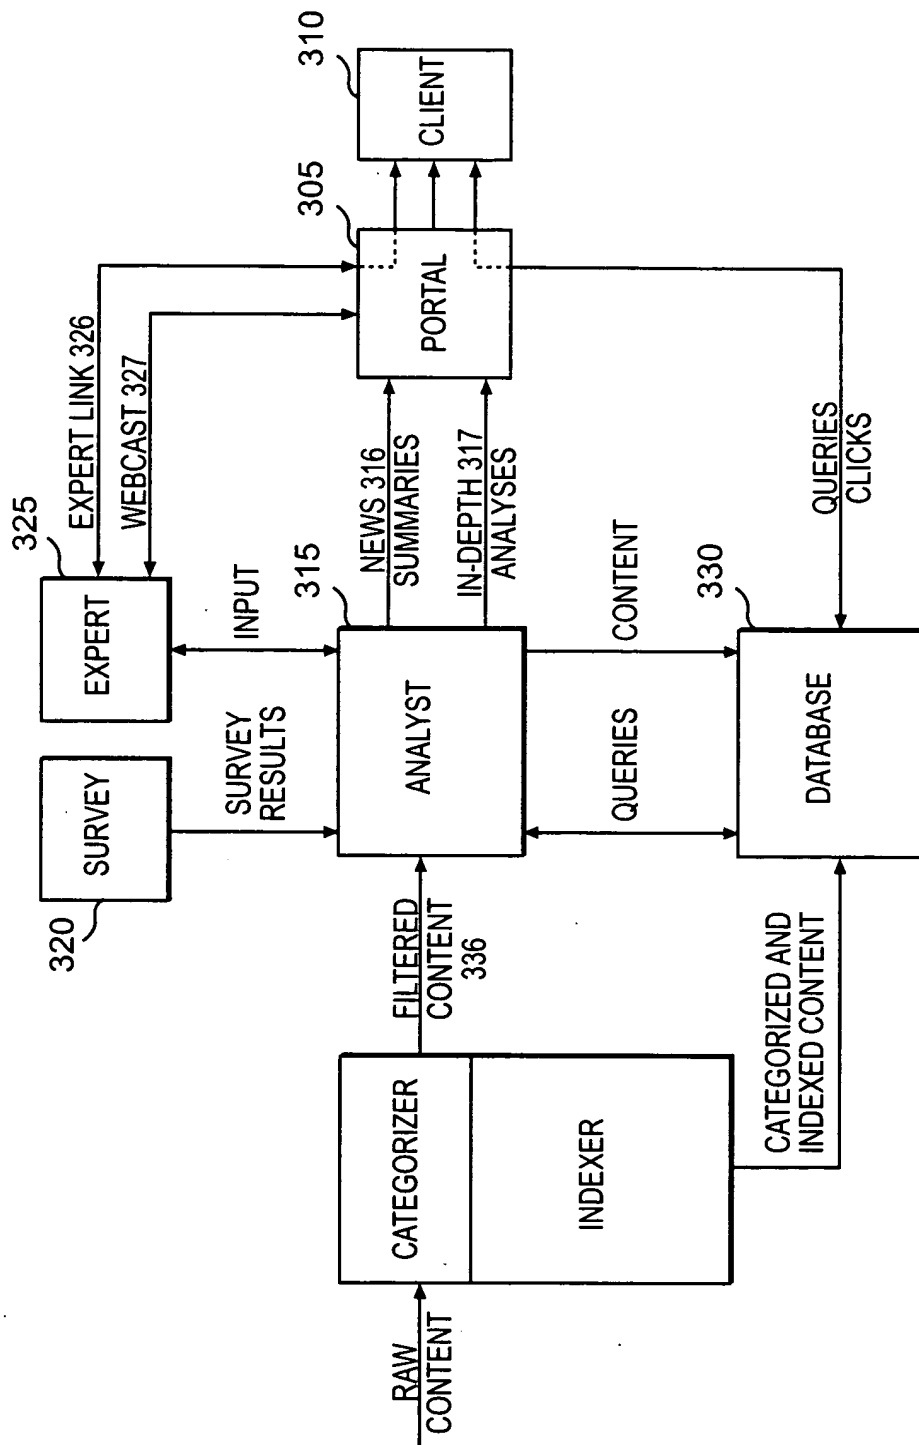 EXPERT LINK 326
WEBCAST 327
325
EXPERT
320
SURVEY
INPUT
SURVEY
RESULTS
310
CLIENT
305
PORTAL
NEWS 316
SUMMARIES
IN-DEPTH 317
ANALYSES
315
ANALYST
FILTERED
CONTENT
336
CATEGORIZER
INDEXER
RAW
CONTENT
CONTENT
QUERIES
QUERIES
CLICKS
330
DATABASE
CATEGORIZED AND
INDEXED CONTENT